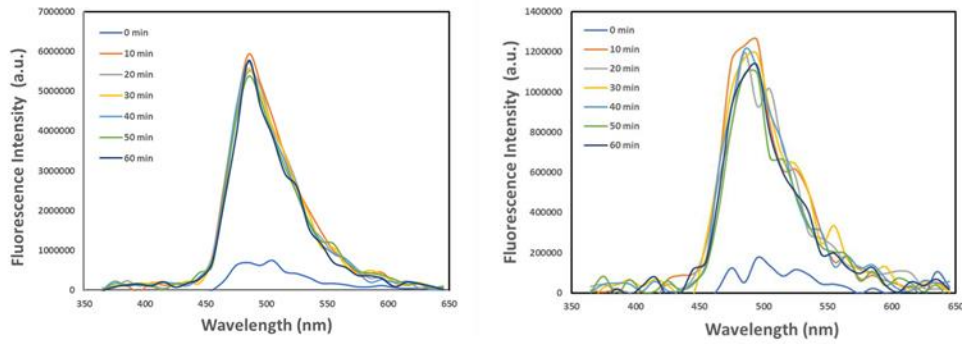 7000000
6000000
5000000
4000000
3000000
2000000
1000000
0
Fluorescence Intensity (a.u.)
0 min
10 min
20 min
30 min
40 min
50 min
60 min
350 400 450 500 550 600 650
Wavelength (nm)
1400000
1200000
1000000
800000
600000
400000
200000
0
Fluorescence Intensity (a.u.)
0 min
10 min
20 min
30 min
40 min
50 min
60 min
350 400 450 500 550 600 650
Wavelength (nm)